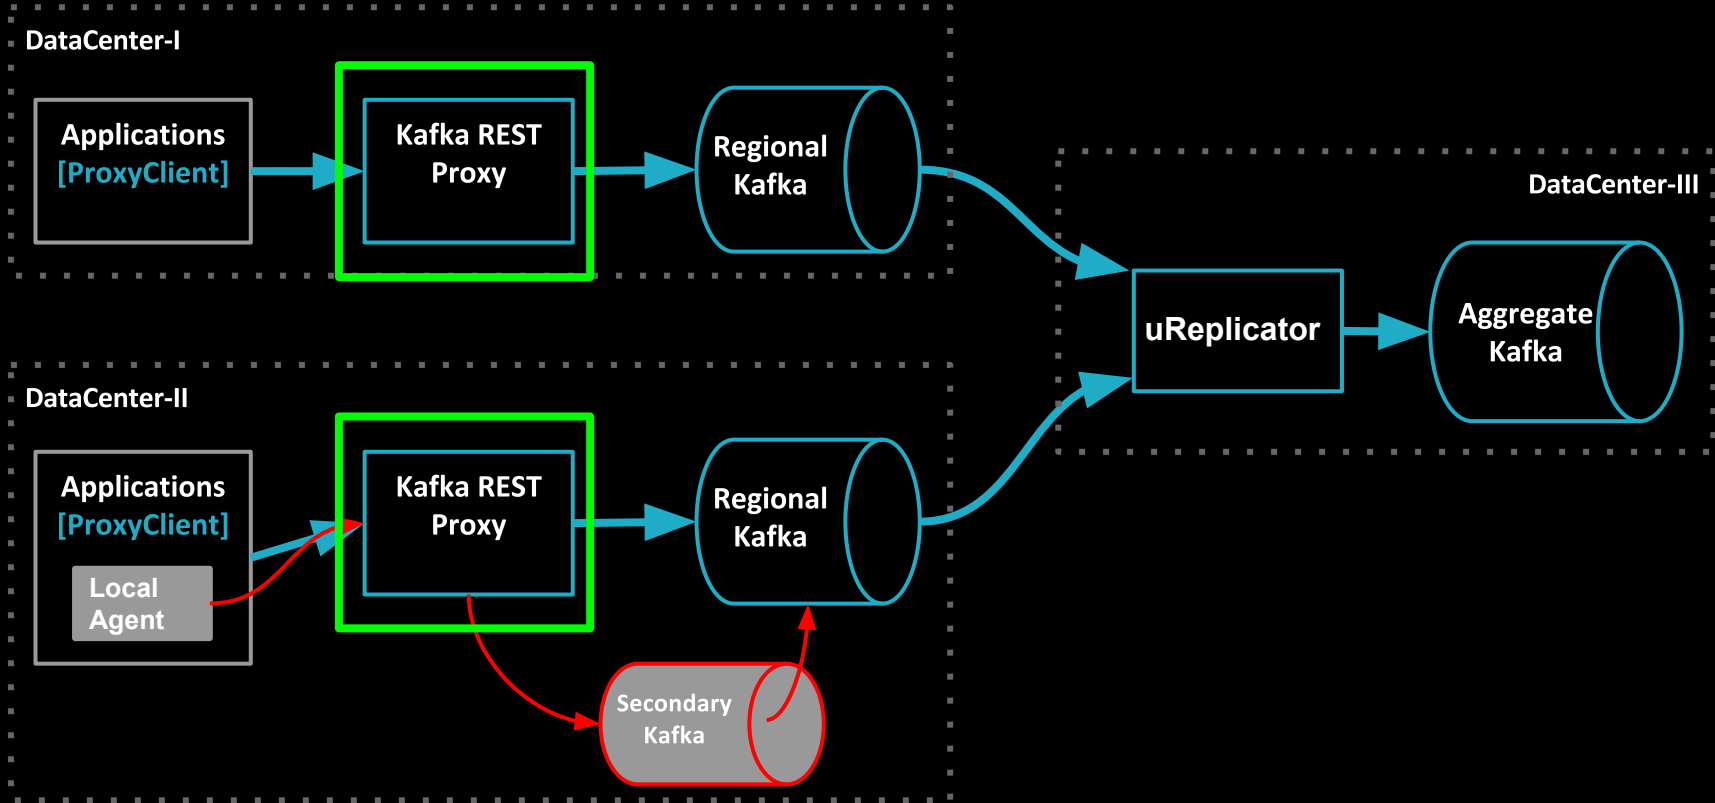 DataCenter-I
Applications
[ProxyClient]
Kafka REST
Proxy
Regional
Kafka
DataCenter-III
uReplicator
Aggregate
Kafka
DataCenter-II
Applications
[ProxyClient]
Local
Agent
Kafka REST
Proxy
Regional
Kafka
Secondary
Kafka